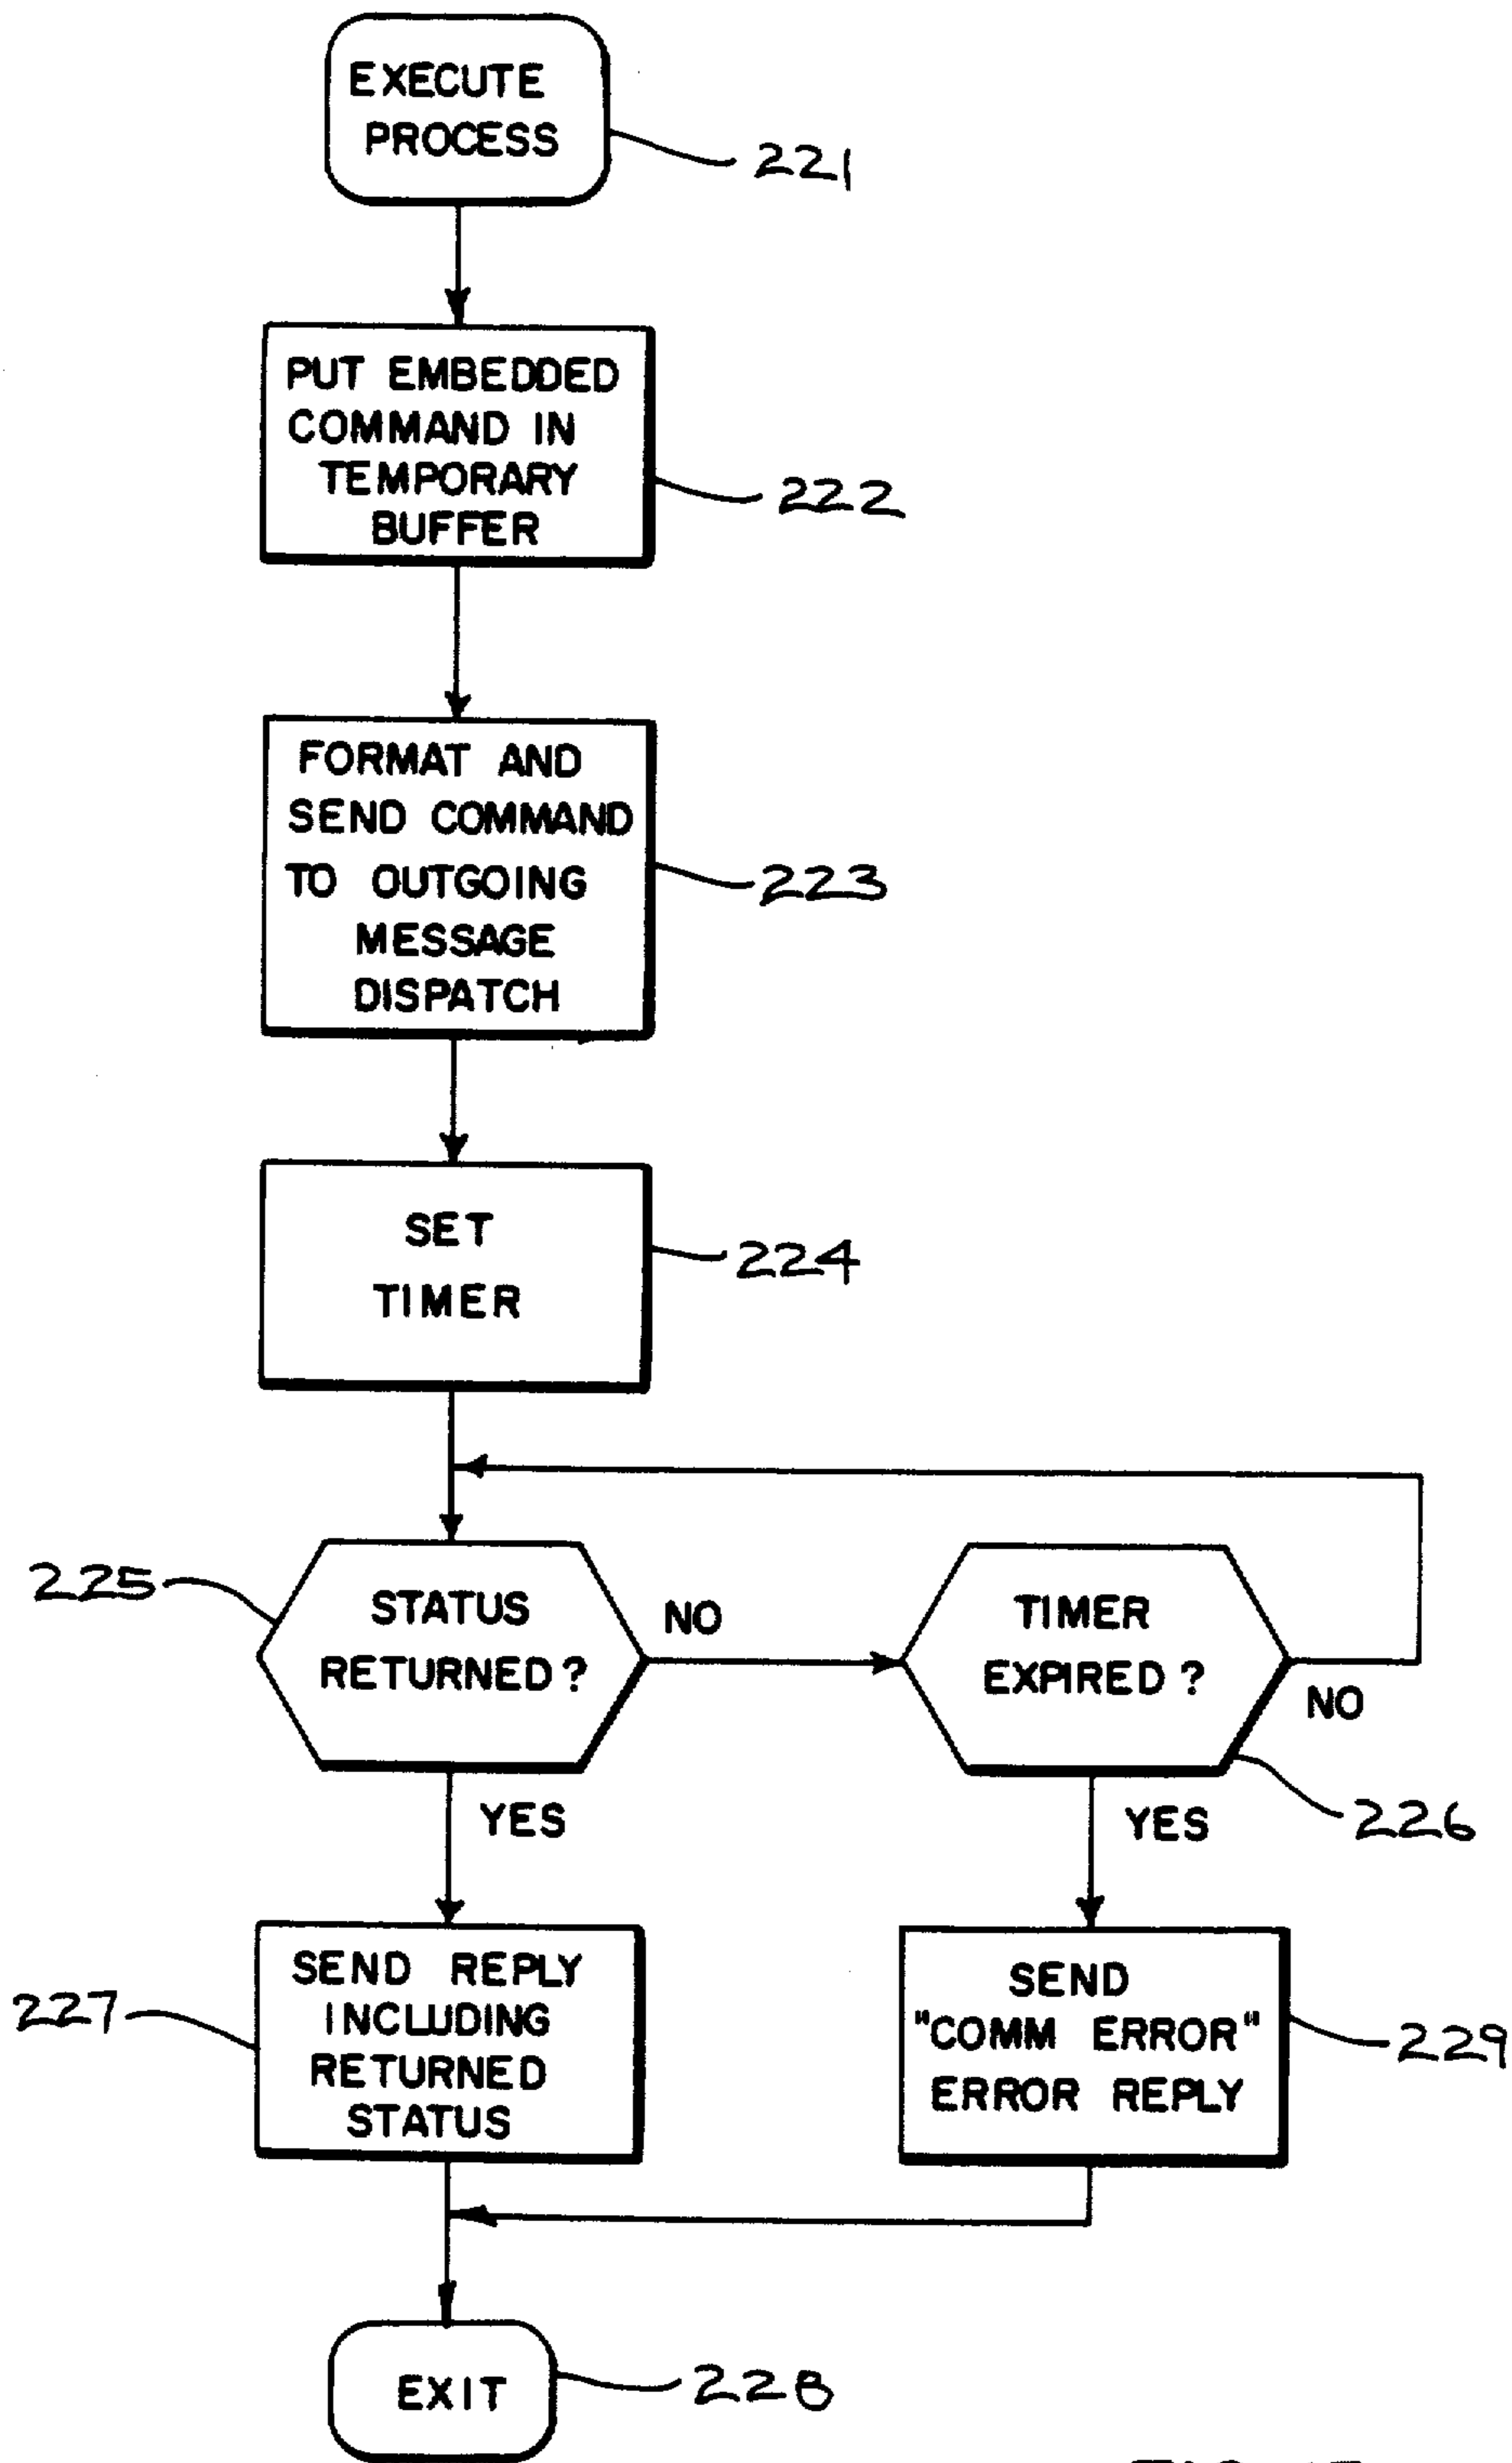 EXECUTE
PROCESS
221
PUT EMBEDDED
COMMAND IN
TEMPORARY
BUFFER
222
FORMAT AND
SEND COMMAND
TO OUTGOING
MESSAGE
DISPATCH
223
SET
TIMER
224
225
STATUS
RETURNED?
NO
TIMER
EXPIRED?
NO
226
YES
YES
227
SEND REPLY
INCLUDING
RETURNED
STATUS
SEND
"COMM ERROR"
ERROR REPLY
229
EXIT
228